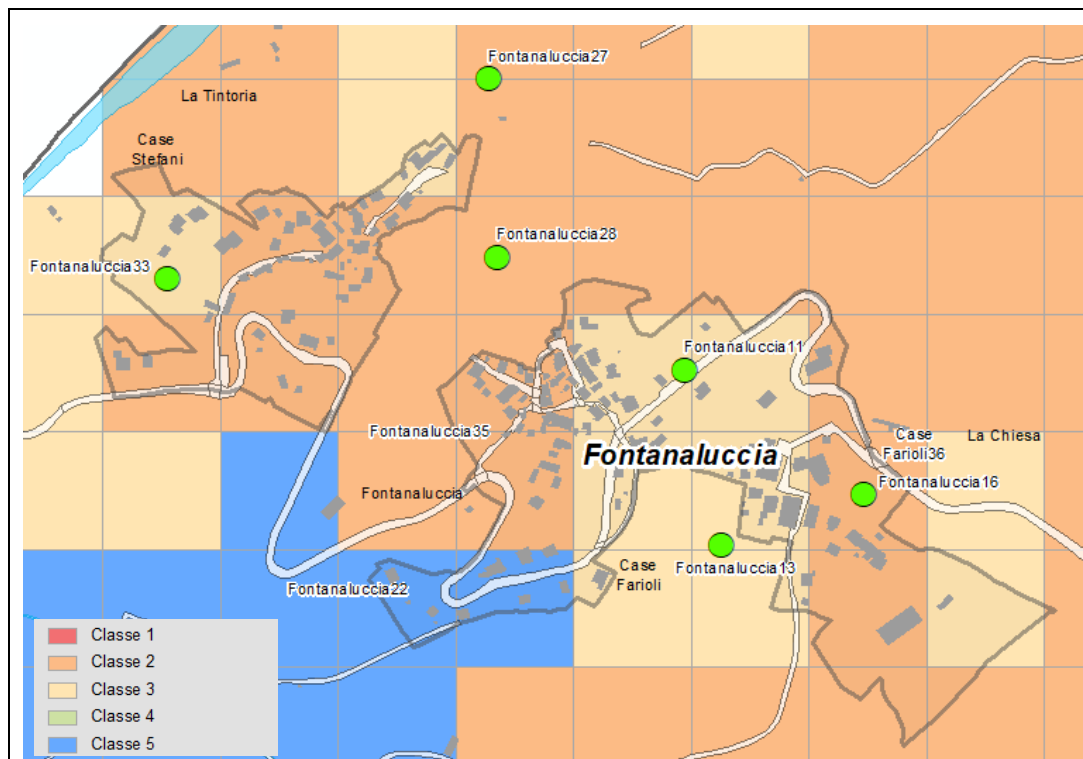 Fontanaluccia27
La Tintoria
Case
Stefani
Fontanaluccia28
Fontanaluccia33
Fontanaluccia11
Fontanaluccia35
Case
Farioli36
La Chiesa
Fontanaluccia
Fontanaluccia16
Fontanaluccia
Case
Farioli
Fontanaluccia13
Fontanaluccia22
Classe 1
Classe 2
Classe 3
Classe 4
Classe 5